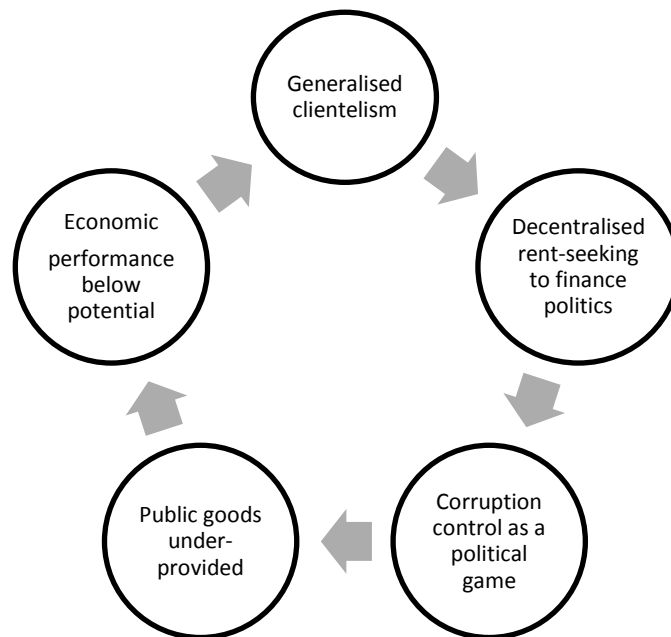 Generalised
clientelism
Decentralised
rent-seeking
to finance
politics
Corruption
control as a
political
game
Public goods
under-
provided
Economic
performance
below
potential